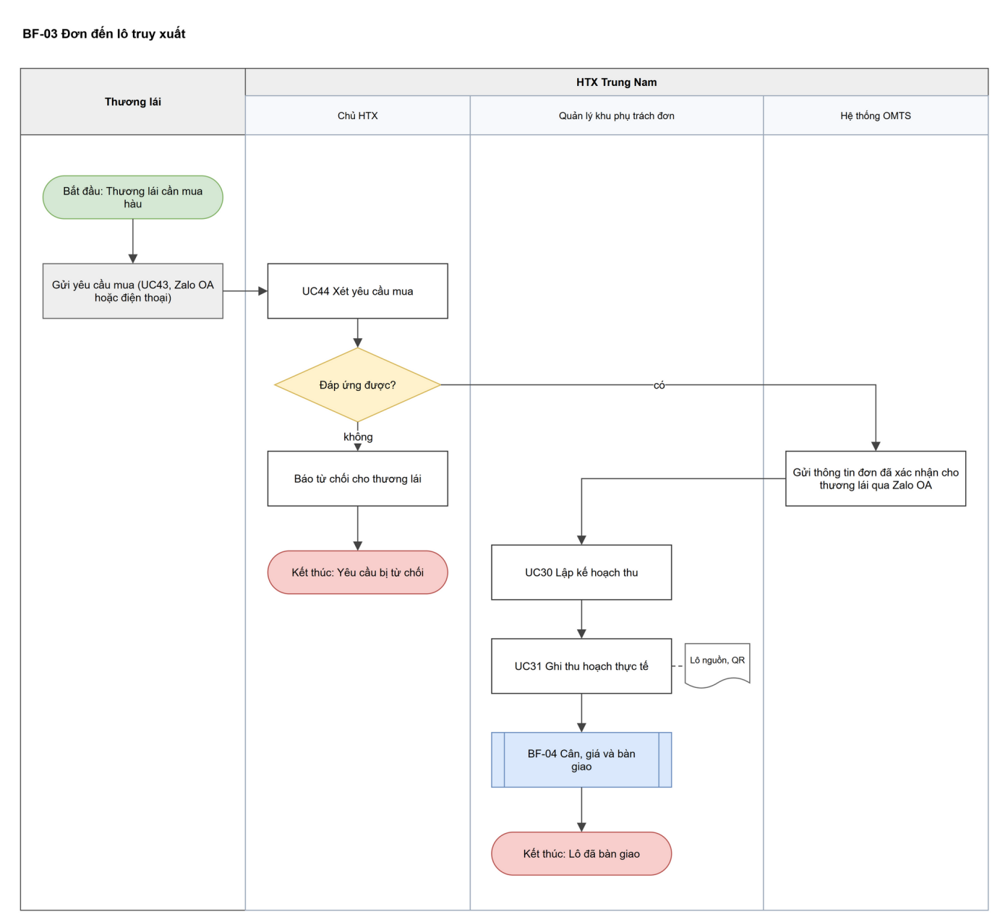 BF-03 Đơn đến lô truy xuất
Thương lái
HTX Trung Nam
Chủ HTX
Quản lý khu phụ trách đơn
Hệ thống OMTS
Bắt đầu: Thương lái cần mua
hàu
Gửi yêu cầu mua (UC43, Zalo OA
hoặc điện thoại)
UC44 Xét yêu cầu mua
Đáp ứng được?
có
không
Báo từ chối cho thương lái
Gửi thông tin đơn đã xác nhận cho
thương lái qua Zalo OA
Kết thúc: Yêu cầu bị từ chối
UC30 Lập kế hoạch thu
UC31 Ghi thu hoạch thực tế
Lô nguồn, QR
BF-04 Cân, giá và bàn
giao
Kết thúc: Lô đã bàn giao